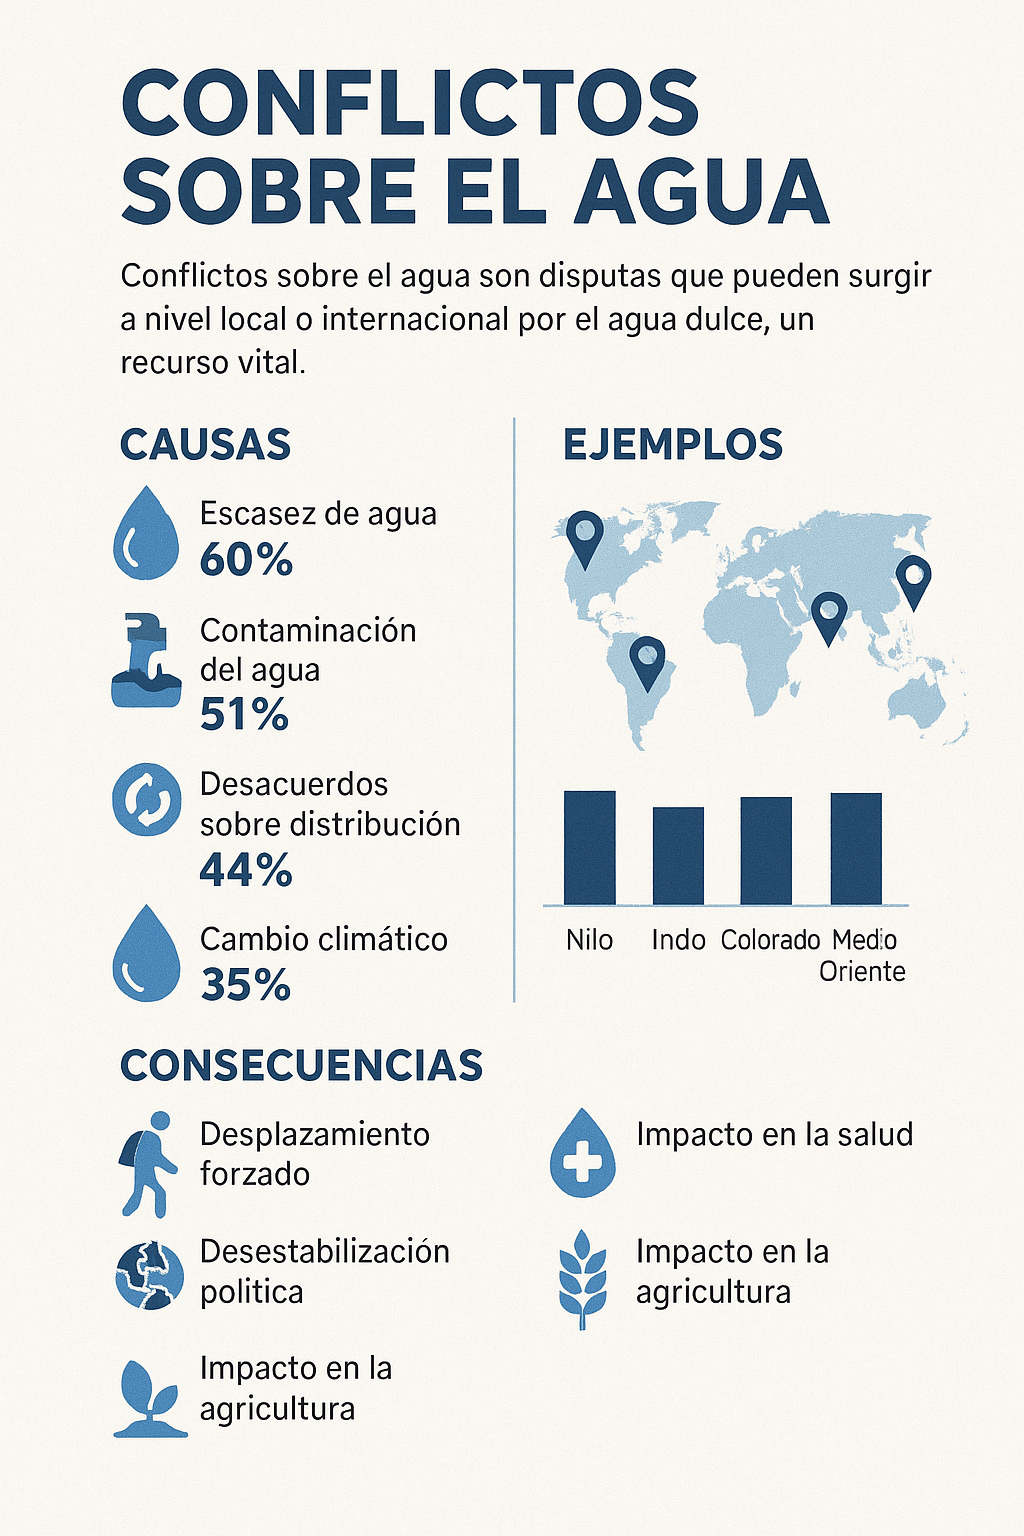 CONFLICTOS
SOBRE EL AGUA
Conflictos sobre el agua son disputas que pueden surgir
a nivel local o internacional por el agua dulce, un
recurso vital.
CAUSAS
Escasez de agua
60%
Contaminación
del agua
51%
Desacuerdos
sobre distribución
44%
Cambio climático
35%
EJEMPLOS
Nilo
Indo
Colorado
Medio
Oriente
CONSECUENCIAS
Desplazamiento
forzado
Impacto en la salud
Desestabilización
politica
Impacto en la
agricultura
Impacto en la
agricultura